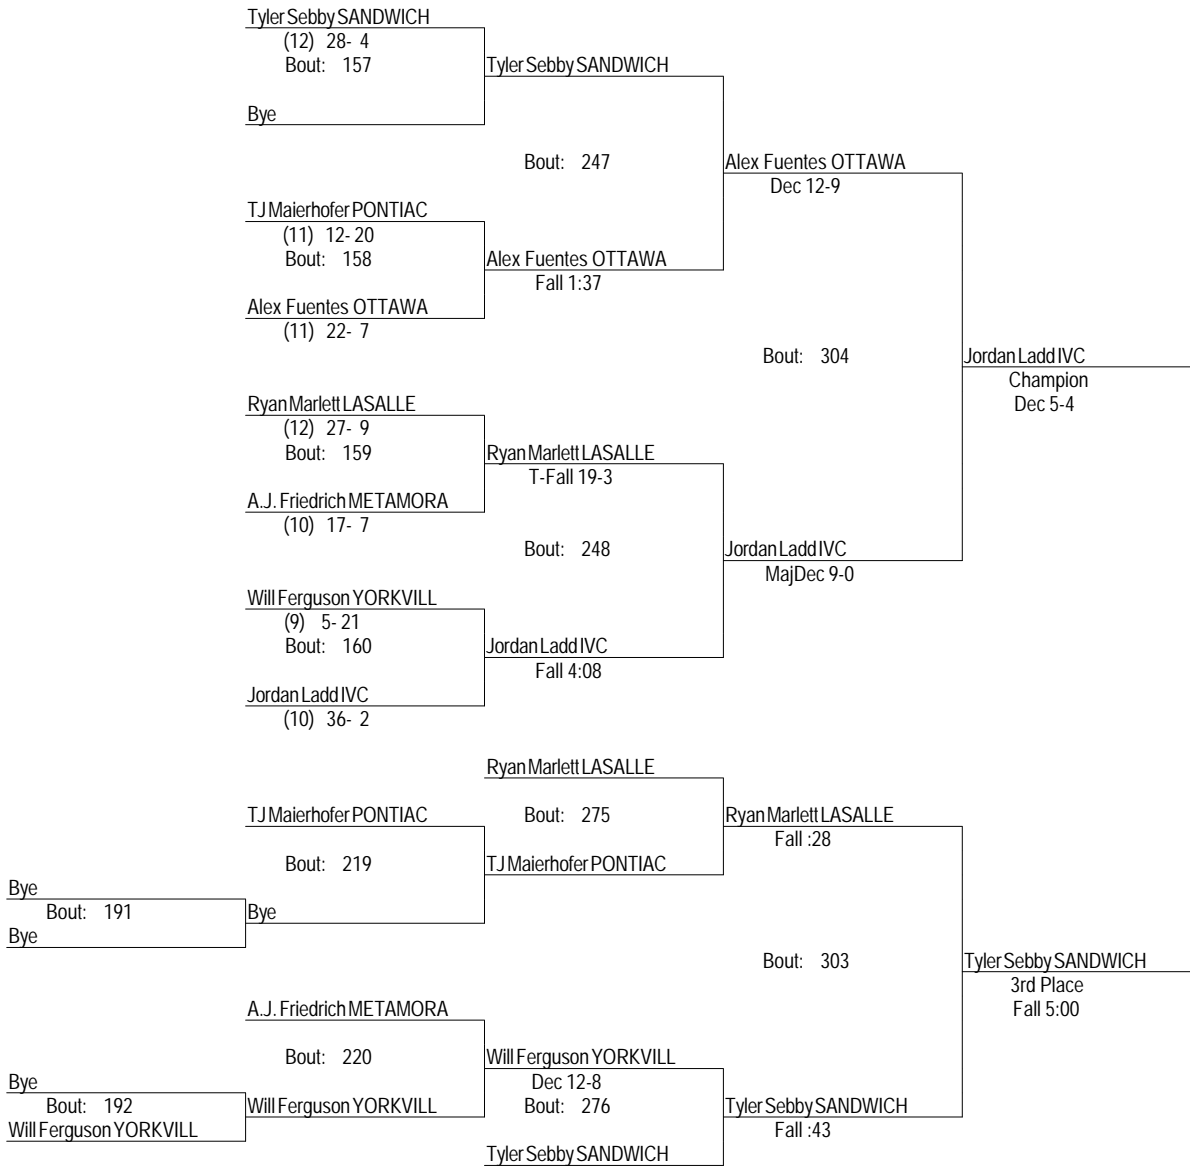 Tyler Sebby SANDWICH
(12) 28- 4
Bout: 157
Tyler Sebby SANDWICH
Bye
Bout: 247
Alex Fuentes OTTAWA
Dec 12-9
TJ Maierhofer PONTIAC
(11) 12- 20
Bout: 158
Alex Fuentes OTTAWA
Fall 1:37
Alex Fuentes OTTAWA
(11) 22- 7
Bout: 304
Jordan Ladd IVC
Champion
Dec 5-4
Ryan Marlett LASALLE
(12) 27- 9
Bout: 159
Ryan Marlett LASALLE
T-Fall 19-3
A.J. Friedrich METAMORA
(10) 17- 7
Bout: 248
Jordan Ladd IVC
MajDec 9-0
Will Ferguson YORKVILL
(9) 5- 21
Bout: 160
Jordan Ladd IVC
Fall 4:08
Jordan Ladd IVC
(10) 36- 2
Ryan Marlett LASALLE
TJ Maierhofer PONTIAC
Bout: 275
Ryan Marlett LASALLE
Fall :28
Bout: 219
TJ Maierhofer PONTIAC
Bye
Bout: 191
Bye
Bye
Bout: 303
Tyler Sebby SANDWICH
3rd Place
Fall 5:00
A.J. Friedrich METAMORA
Bout: 220
Will Ferguson YORKVILL
Dec 12-8
Bye
Bout: 192
Will Ferguson YORKVILL
Bout: 276
Tyler Sebby SANDWICH
Fall :43
Will Ferguson YORKVILL
Tyler Sebby SANDWICH